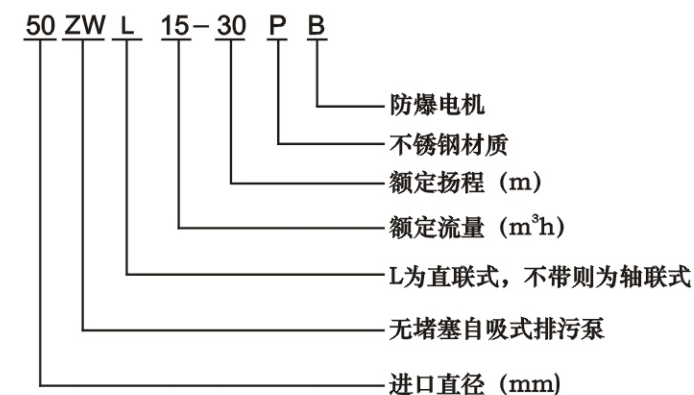 50 ZW L 15-30 P B
防爆电机
不锈钢材质
额定扬程（m）
额定流量（m³h）
L为直联式，不带则为轴联式
无堵塞自吸式排污泵
进口直径（mm)